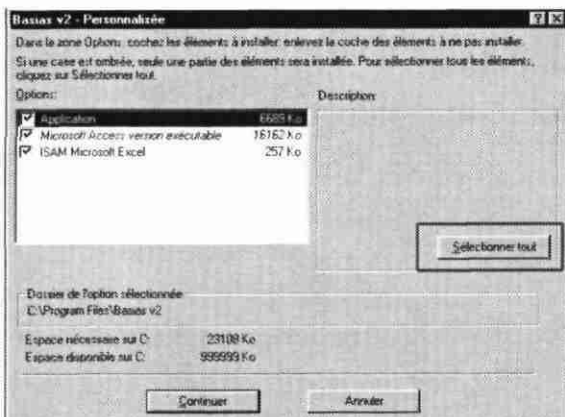 Basias v2 - Personnalisée
Dans la zone Options, cochez les éléments à installer, enlevez la coche des éléments à ne pas installer.
Si une case est ombrée, seule une partie des éléments sera installée. Pour sélectionner tous les éléments,
cliquez sur Sélectionner tout.
Options: Description:
Application 6689 Ko
Microsoft Access version exécutable 16162 Ko
ISAM Microsoft Excel 257 Ko
Sélectionner tout
Dossier de l'option sélectionnée
C:\Program Files\Basias v2
Espace nécessaire sur C: 23108 Ko
Espace disponible sur C: 999999 Ko
Continuer Annuler